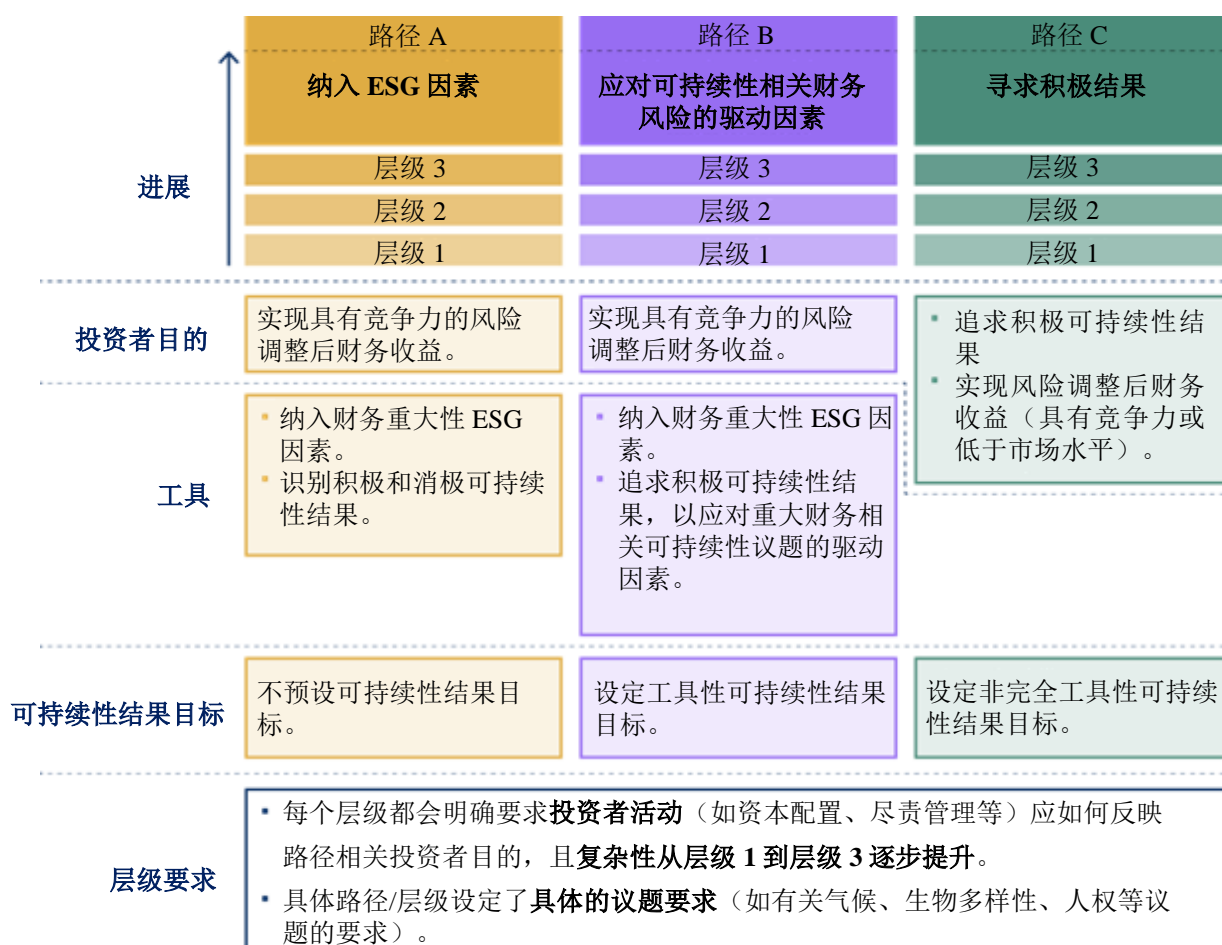 路径 A
路径 B
路径 C
纳入 ESG 因素
应对可持续性相关财务
风险的驱动因素
寻求积极结果
进展
层级 3
层级 3
层级 3
层级 2
层级 2
层级 2
层级 1
层级 1
层级 1
投资者目的
实现具有竞争力的风险
调整后财务收益。
实现具有竞争力的风险
调整后财务收益。
▪ 追求积极可持续性结
果
▪ 实现风险调整后财务
收益（具有竞争力或
低于市场水平）。
工具
▪ 纳入财务重大性 ESG
因素。
▪ 识别积极和消极可持续
性结果。
▪ 纳入财务重大性 ESG 因
素。
▪ 追求积极可持续性结
果，以应对重大财务相
关可持续性议题的驱动
因素。
可持续性结果目标
不预设可持续性结果目
标。
设定工具性可持续性结果
目标。
设定非完全工具性可持续
性结果目标。
层级要求
▪ 每个层级都会明确要求投资者活动（如资本配置、尽责管理等）应如何反映
路径相关投资者目的，且复杂性从层级 1 到层级 3 逐步提升。
▪ 具体路径/层级设定了具体的议题要求（如有关气候、生物多样性、人权等议
题的要求）。